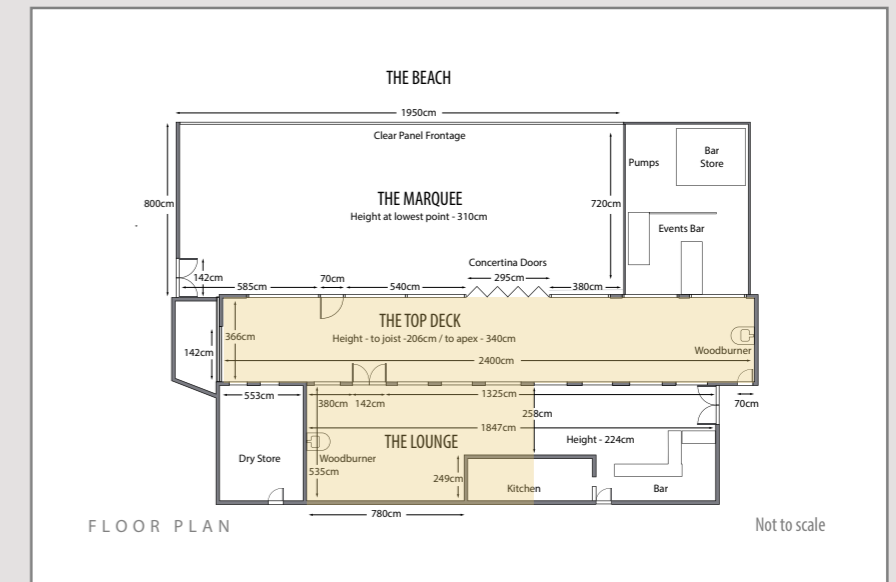 THE BEACH
1950cm
Clear Panel Frontage
Pumps
Bar
Store
THE MARQUEE
800cm
720cm
Height at lowest point - 310cm
Events Bar
Concertina Doors
142cm
585cm
70cm
540cm
295cm
380cm
THE TOP DECK
366cm
Height - to joist -206cm / to apex - 340cm
142cm
Woodburner
2400cm
553cm
380cm
142cm
1325cm
70cm
258cm
1847cm
THE LOUNGE
Height - 224cm
Dry Store
Woodburner
535cm
249cm
Kitchen
Bar
780cm
FLOOR PLAN
Not to scale